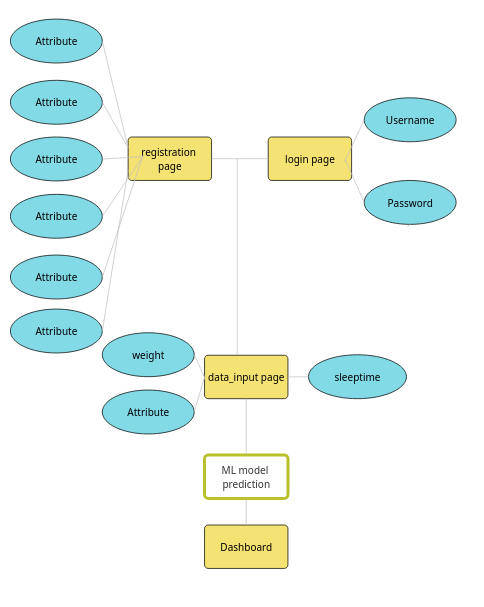 Attribute
Attribute
Username
Attribute
registration
page
login page
Password
Attribute
Attribute
Attribute
weight
data_input page
sleeptime
Attribute
ML model
prediction
Dashboard